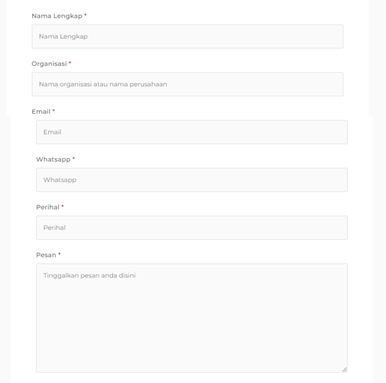 Nama Lengkap *
Nama Lengkap
Organisasi *
Nama organisasi atau nama perusahaan
Email *
Email
Whatsapp *
Whatsapp
Perihal *
Perihal
Pesan *
Tinggalkan pesan anda disini